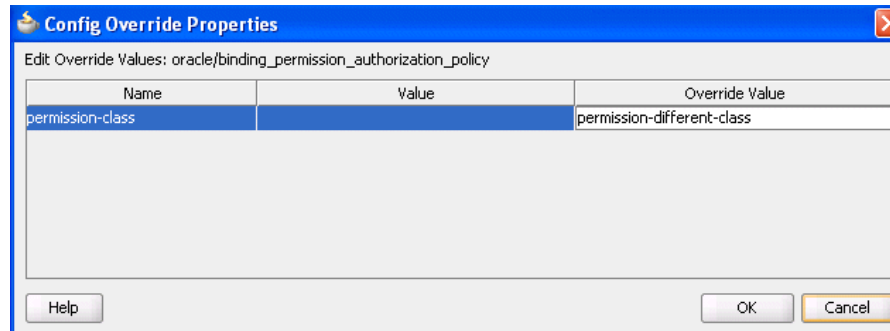 Config Override Properties
Edit Override Values: oracle/binding_permission_authorization_policy
Name Value Override Value
permission-class permission-different-class
Help OK Cancel